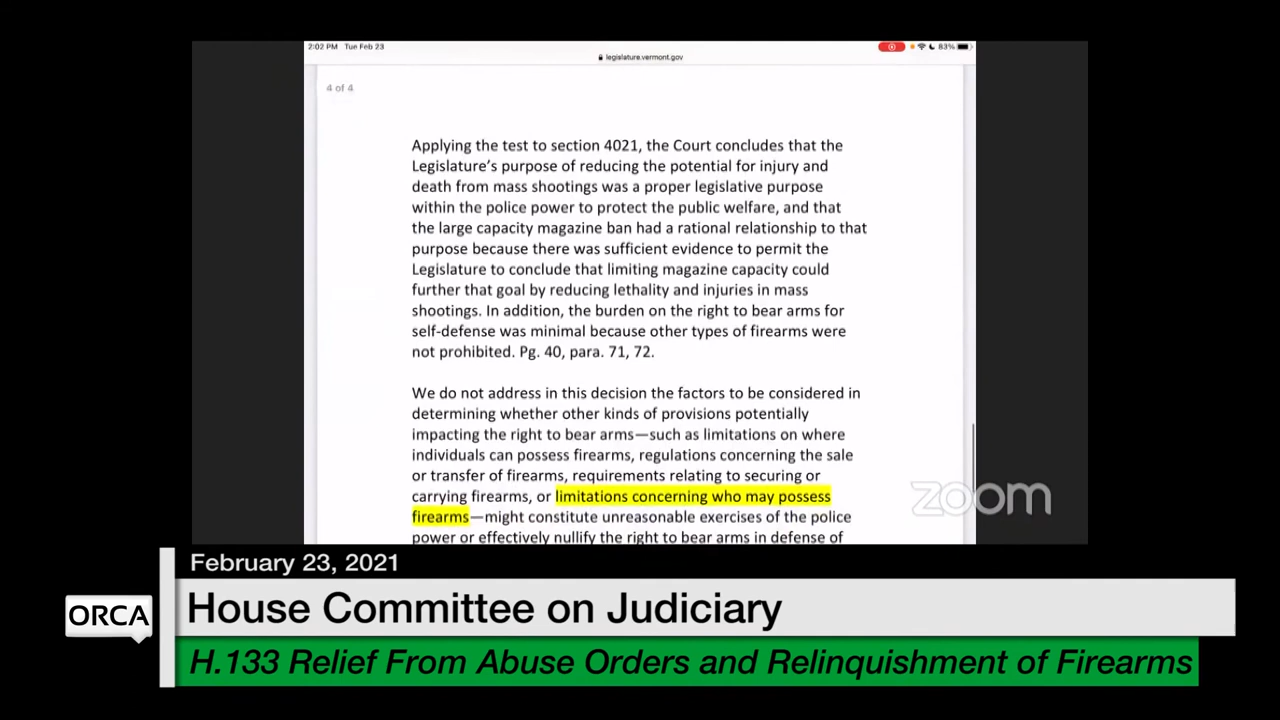 2:02 PM Tue Feb 23
83%
legislature.vermont.gov
4 of 4
Applying the test to section 4021, the Court concludes that the
Legislature's purpose of reducing the potential for injury and
death from mass shootings was a proper legislative purpose
within the police power to protect the public welfare, and that
the large capacity magazine ban had a rational relationship to that
purpose because there was sufficient evidence to permit the
Legislature to conclude that limiting magazine capacity could
further that goal by reducing lethality and injuries in mass
shootings. In addition, the burden on the right to bear arms for
self-defense was minimal because other types of firearms were
not prohibited. Pg. 40, para. 71, 72.
We do not address in this decision the factors to be considered in
determining whether other kinds of provisions potentially
impacting the right to bear arms—such as limitations on where
individuals can possess firearms, regulations concerning the sale
or transfer of firearms, requirements relating to securing or
carrying firearms, or limitations concerning who may possess
firearms—might constitute unreasonable exercises of the police
power or effectively nullify the right to bear arms in defense of
zoom
February 23, 2021
ORCA
House Committee on Judiciary
H.133 Relief From Abuse Orders and Relinquishment of Firearms